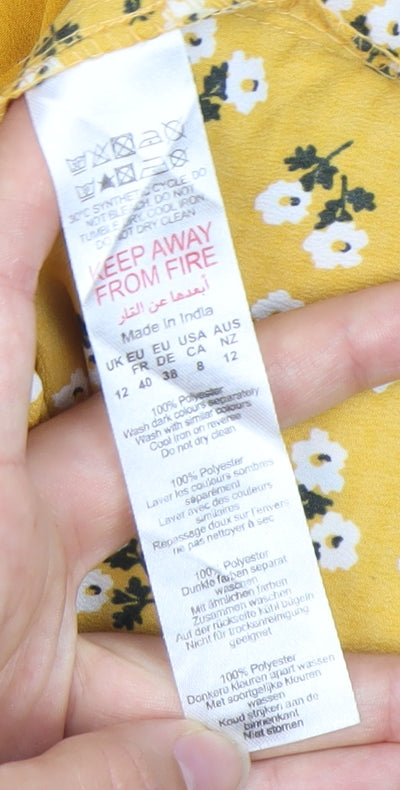 30°C SYNTHETIC CYCLE, DO
NOT BLEACH, DO NOT
TUMBLE DRY, COOL IRON,
DO NOT DRY CLEAN
KEEP AWAY
FROM FIRE
أبعدها عن النار
Made in India
UK EU EU USA AUS
FR DE CA NZ
12 40 38 8 12
100% Polyester
Wash dark colours separately
Wash with similar colours
Cool iron on reverse
Do not dry clean
100% Polyester
Laver les couleurs sombres
séparément
Laver avec des couleurs
similaires
Repassage doux sur l'envers
ne pas nettoyer à sec
100% Polyester
Dunkle farben separat
waschen
Mit ähnlichen farben
Zusammen waschen
Auf der rückseite kühl bügeln
Nicht für trockenreinigung
geeignet
100% Polyester
Donkere kleuren apart wassen
Met soortgelijke kleuren
wassen
Koud strijken aan de
binnenkant
Niet stomen